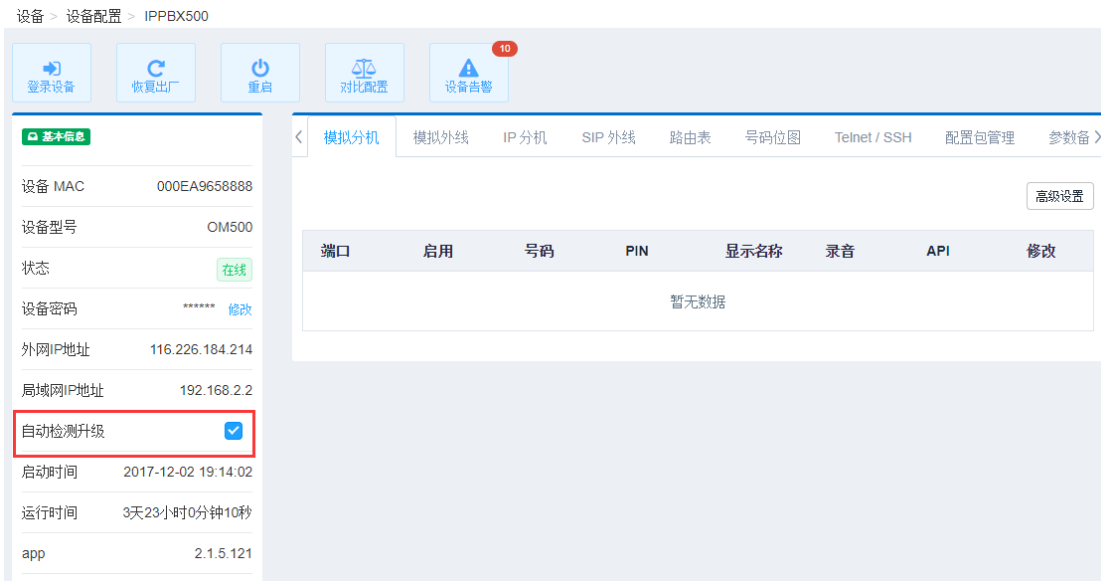 设备 > 设备配置 > IPPBX500
登录设备
恢复出厂
重启
对比配置
设备告警
10
基本信息
设备 MAC 000EA9658888
设备型号 OM500
状态 在线
设备密码 ****** 修改
外网IP地址 116.226.184.214
局域网IP地址 192.168.2.2
自动检测升级
启动时间 2017-12-02 19:14:02
运行时间 3天23小时0分钟10秒
app 2.1.5.121
模拟分机 模拟外线 IP 分机 SIP 外线 路由表 号码位图 Telnet / SSH 配置包管理 参数备
高级设置
端口 启用 号码 PIN 显示名称 录音 API 修改
暂无数据